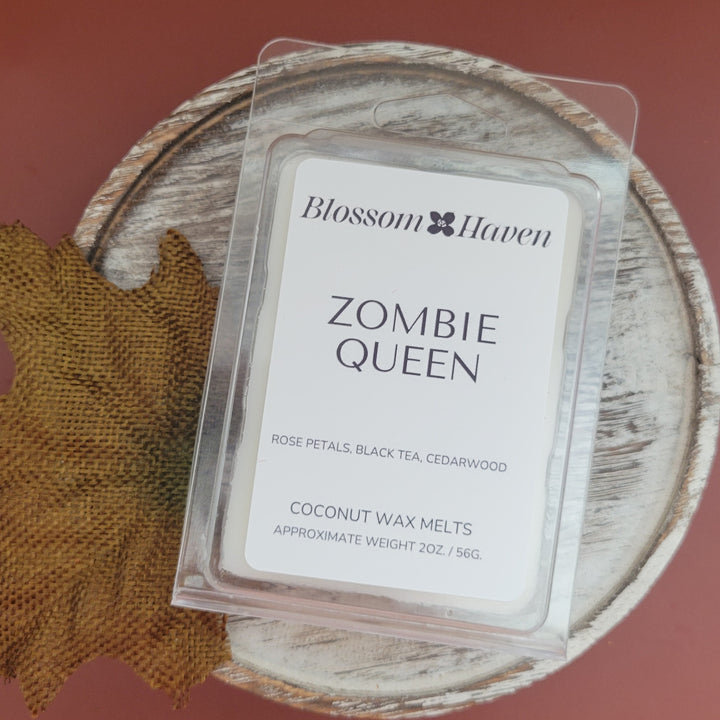 Blossom Haven
ZOMBIE
QUEEN
ROSE PETALS, BLACK TEA, CEDARWOOD
COCONUT WAX MELTS
APPROXIMATE WEIGHT 2OZ. / 56G.